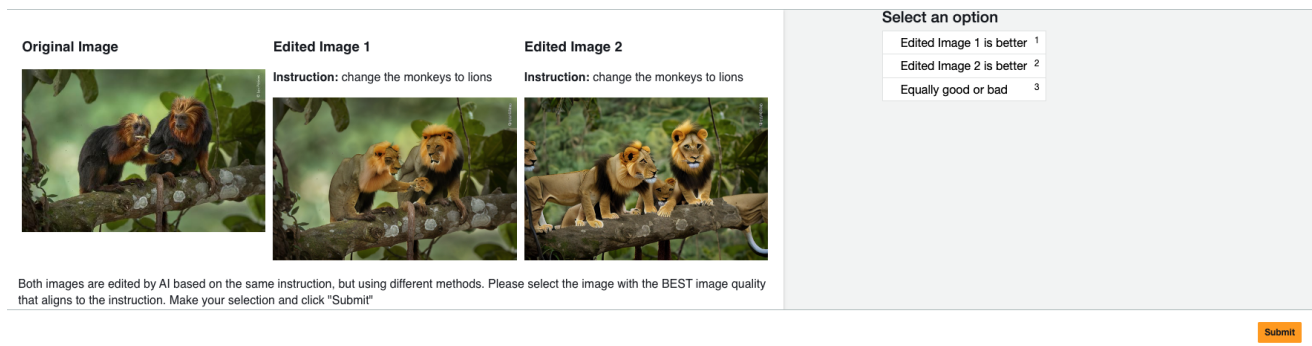 Select an option
Original Image
Edited Image 1
Edited Image 2
Edited Image 1 is better 1
Edited Image 2 is better 2
Equally good or bad 3
Instruction: change the monkeys to lions
Instruction: change the monkeys to lions
Both images are edited by AI based on the same instruction, but using different methods. Please select the image with the BEST image quality
that aligns to the instruction. Make your selection and click "Submit"
Submit